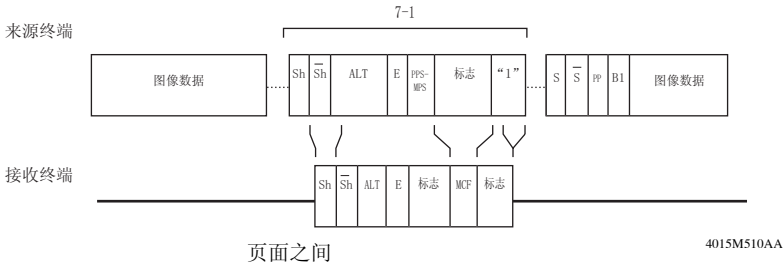 7-1
来源终端
图像数据 Sh S̅h ALT E PPS-MPS 标志 “1” S S̅ PP B1 图像数据
接收终端
Sh S̅h ALT E 标志 MCF 标志
4015M510AA
页面之间